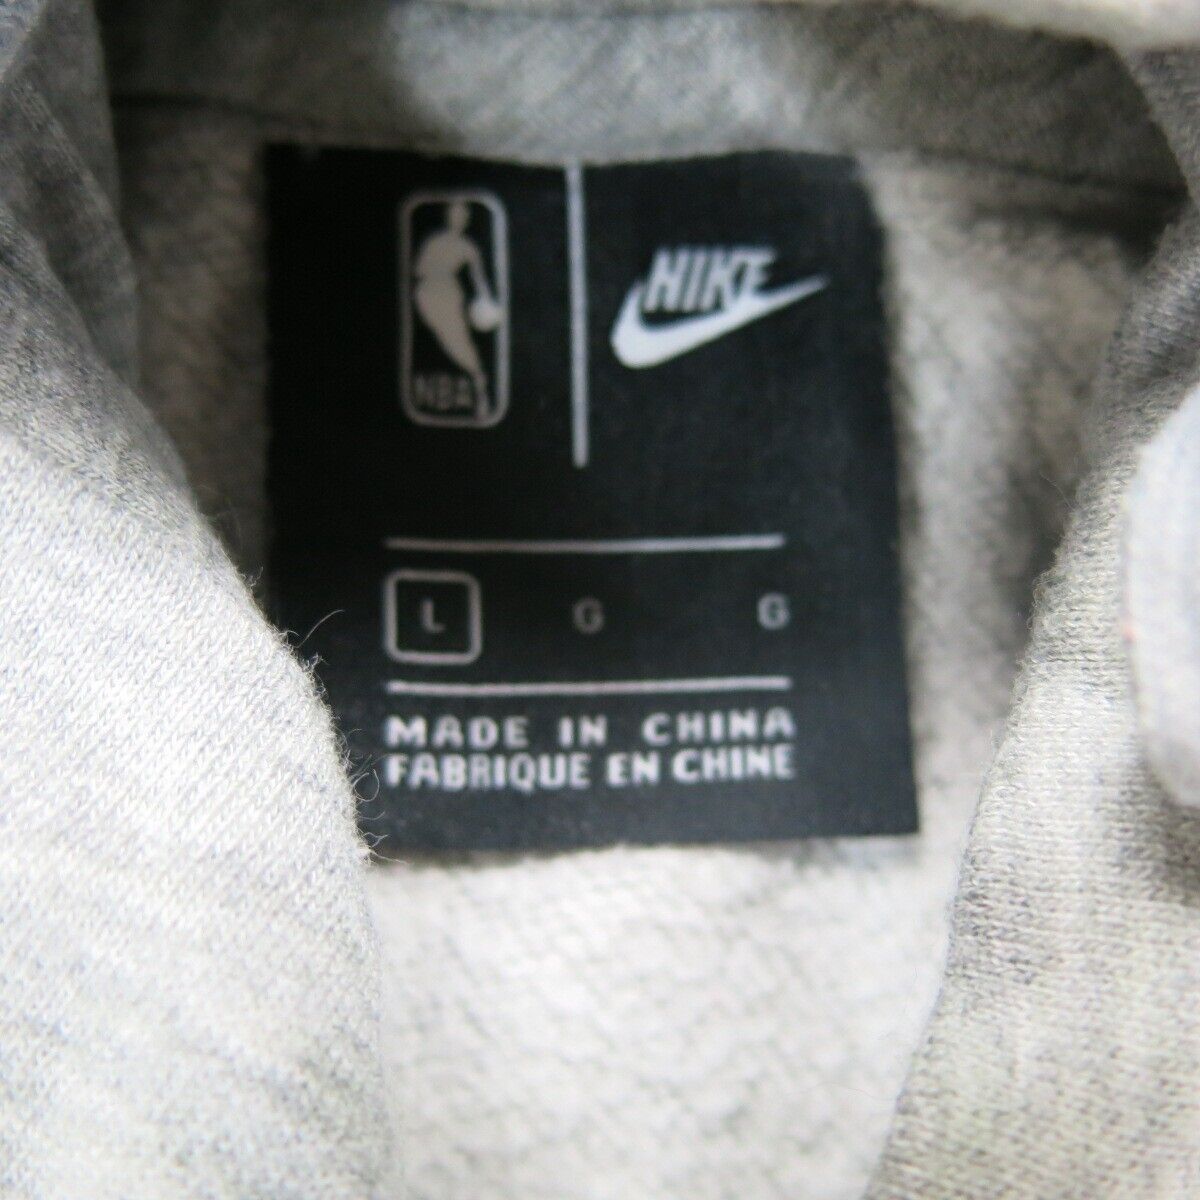 NBA
NIKE
L G G
MADE IN CHINA
FABRIQUE EN CHINE